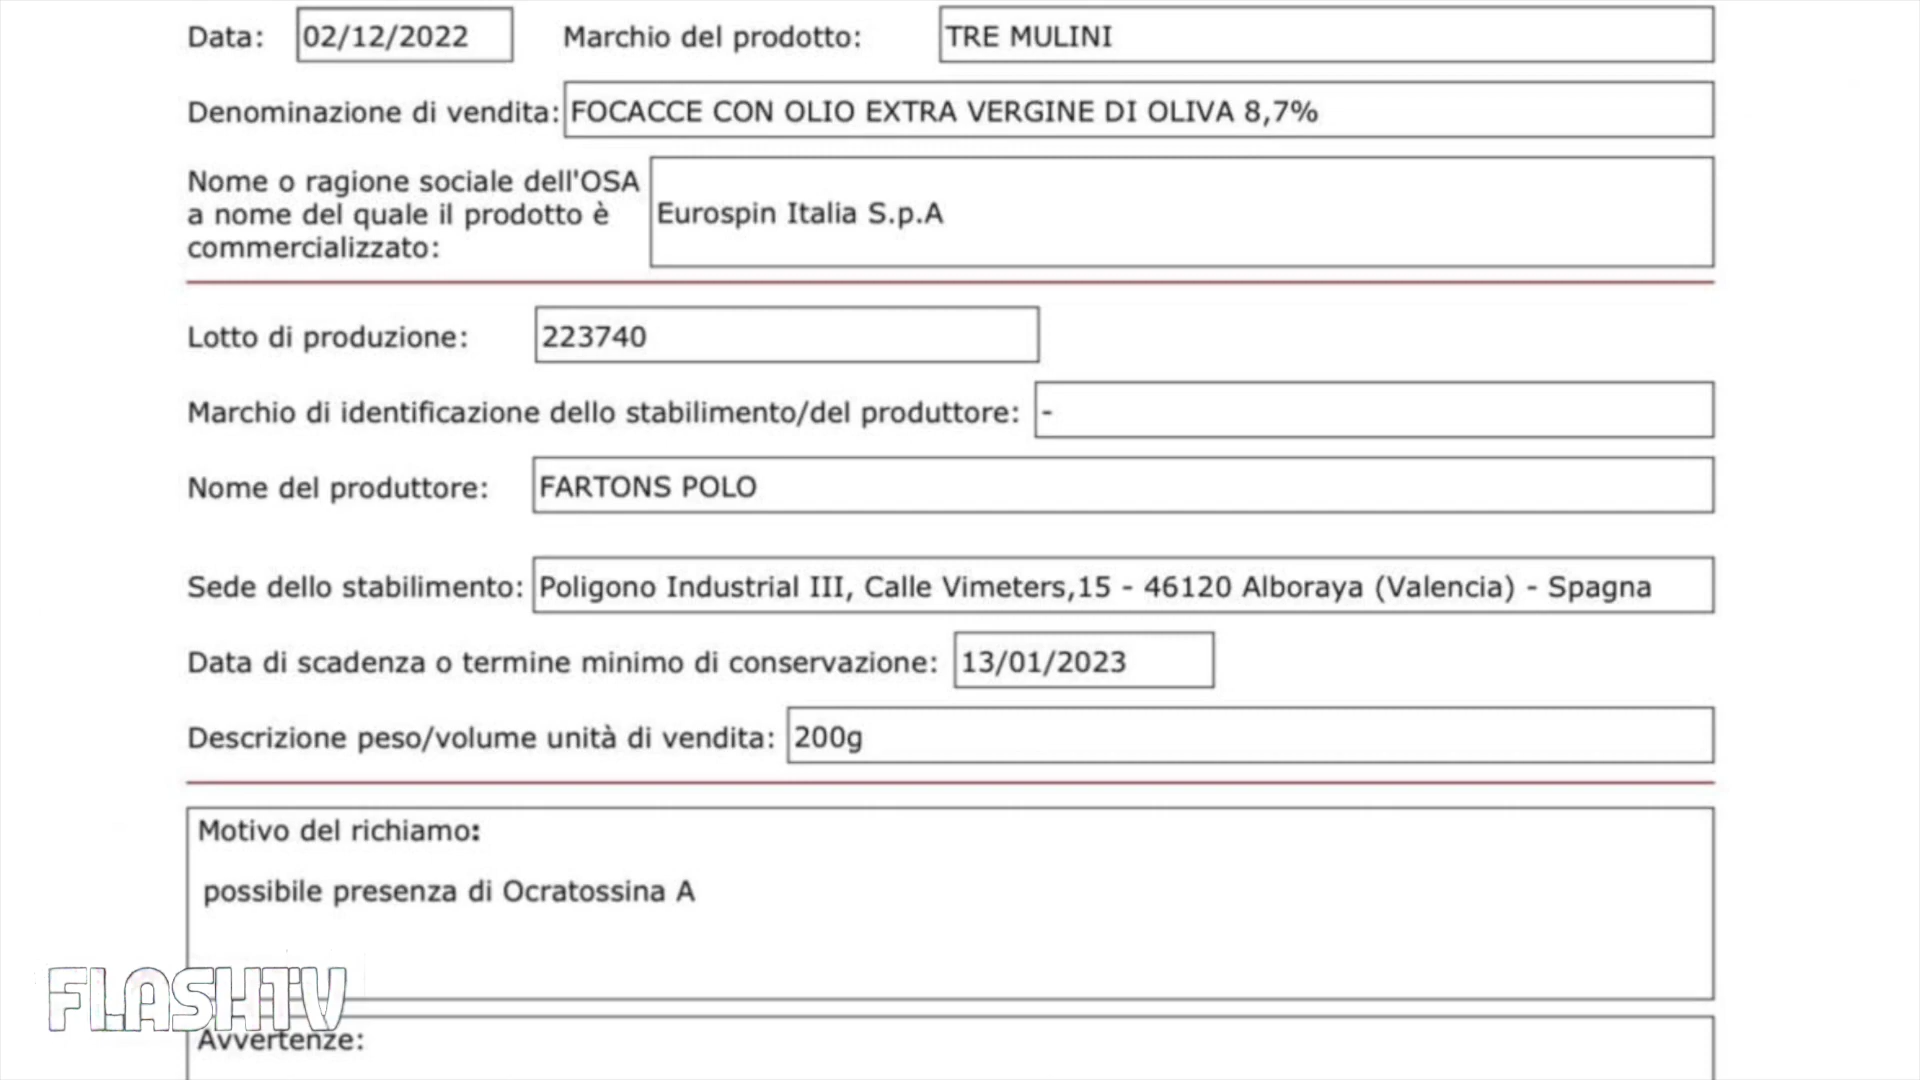 Data: 02/12/2022 Marchio del prodotto: TRE MULINI
Denominazione di vendita: FOCACCE CON OLIO EXTRA VERGINE DI OLIVA 8,7%
Nome o ragione sociale dell'OSA
a nome del quale il prodotto è
commercializzato:
Eurospin Italia S.p.A
Lotto di produzione: 223740
Marchio di identificazione dello stabilimento/del produttore: -
Nome del produttore: FARTONS POLO
Sede dello stabilimento: Poligono Industrial III, Calle Vimeters,15 - 46120 Alboraya (Valencia) - Spagna
Data di scadenza o termine minimo di conservazione: 13/01/2023
Descrizione peso/volume unità di vendita: 200g
Motivo del richiamo:
possibile presenza di Ocratossina A
FLASHTV
Avvertenze: